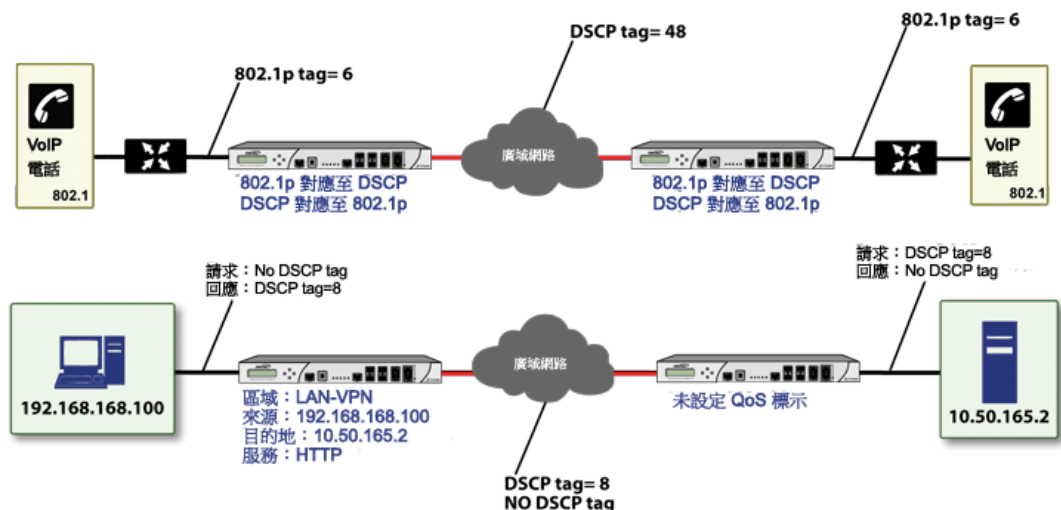 802.1p tag= 6
DSCP tag= 48
802.1p tag= 6
VoIP
電話
802.1
廣域網路
VoIP
電話
802.1
802.1p 對應至 DSCP
DSCP 對應至 802.1p
802.1p 對應至 DSCP
DSCP 對應至 802.1p
請求：No DSCP tag
回應：DSCP tag=8
請求：DSCP tag=8
回應：No DSCP tag
192.168.168.100
廣域網路
10.50.165.2
區域：LAN-VPN
來源：192.168.168.100
目的地：10.50.165.2
服務：HTTP
未設定 QoS 標示
DSCP tag= 8
NO DSCP tag